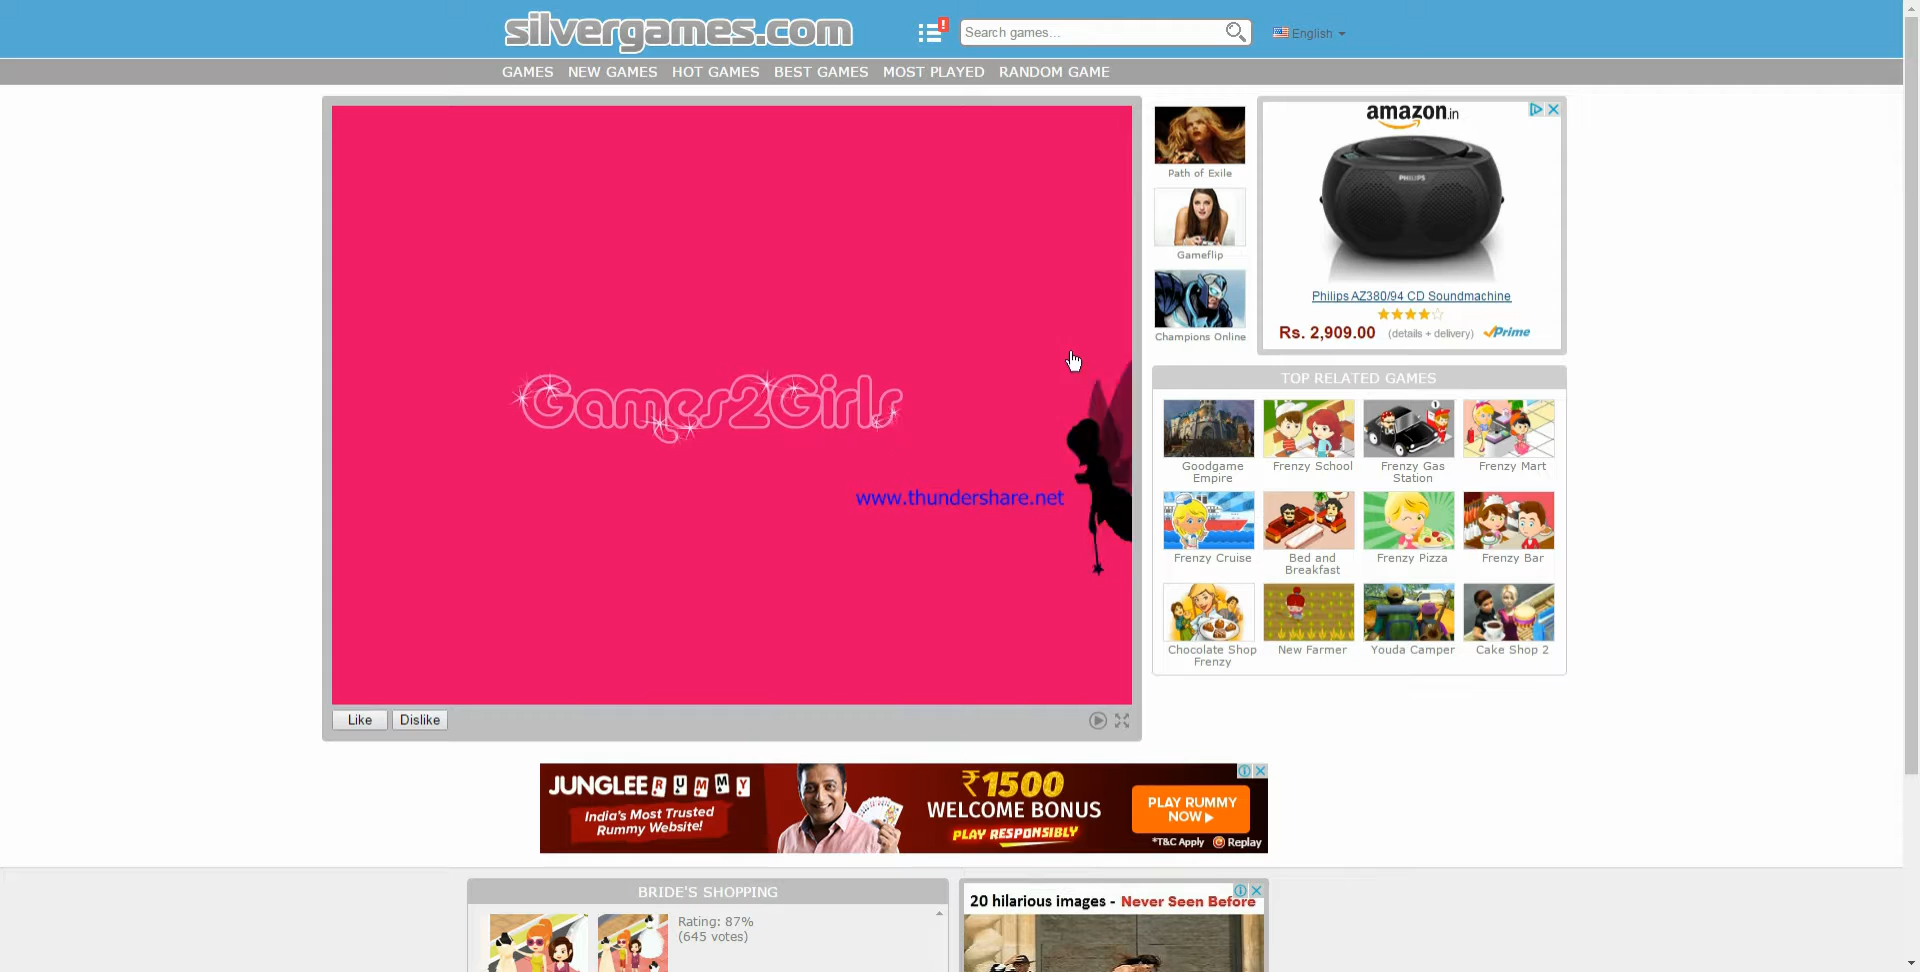 silvergames.com
!
Search games...
English
GAMES NEW GAMES HOT GAMES BEST GAMES MOST PLAYED RANDOM GAME
Games2Girls
www.thundershare.net
Like Dislike
Path of Exile
Gameflip
Champions Online
amazon.in
PHILIPS
Philips AZ380/94 CD Soundmachine
Rs. 2,909.00 (details + delivery) Prime
TOP RELATED GAMES
Goodgame Empire
Frenzy School
Frenzy Gas Station
Frenzy Mart
Frenzy Cruise
Bed and Breakfast
Frenzy Pizza
Frenzy Bar
Chocolate Shop Frenzy
New Farmer
Youda Camper
Cake Shop 2
JUNGLEE RUMMY
India's Most Trusted
Rummy Website!
₹1500
WELCOME BONUS
PLAY RESPONSIBLY
PLAY RUMMY
NOW
*T&C Apply Replay
BRIDE'S SHOPPING
Rating: 87%
(645 votes)
20 hilarious images - Never Seen Before